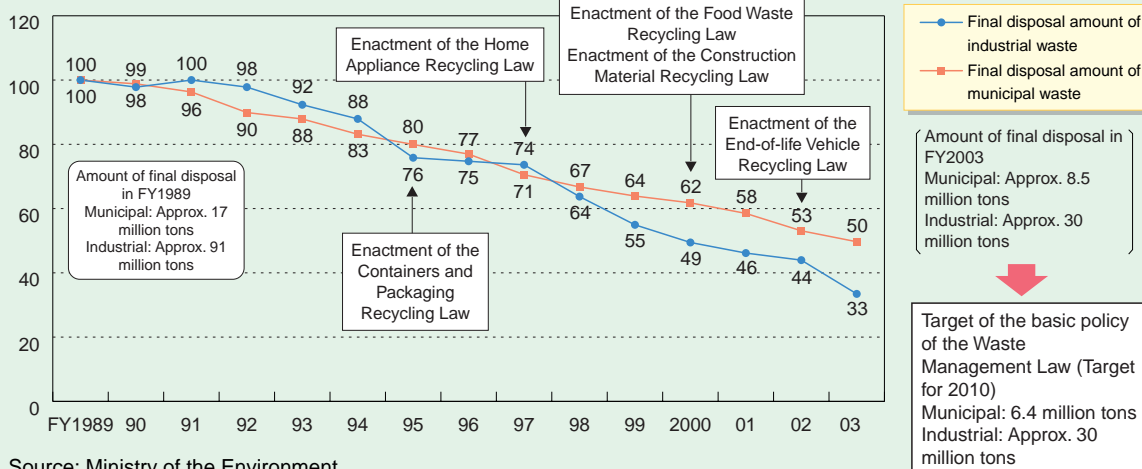 120
100
80
60
40
20
0
FY1989 90 91 92 93 94 95 96 97 98 99 2000 01 02 03
100 98 100 98 92 88 76 75 74 64 55 49 46 44 33
100 99 96 90 88 83 80 77 71 67 64 62 58 53 50
Amount of final disposal
in FY1989
Municipal: Approx. 17
million tons
Industrial: Approx. 91
million tons
Enactment of the Home
Appliance Recycling Law
Enactment of the
Containers and
Packaging
Recycling Law
Enactment of the Food Waste
Recycling Law
Enactment of the Construction
Material Recycling Law
Enactment of the
End-of-life Vehicle
Recycling Law
Final disposal amount of
industrial waste
Final disposal amount of
municipal waste
Amount of final disposal in
FY2003
Municipal: Approx. 8.5
million tons
Industrial: Approx. 30
million tons
Target of the basic policy
of the Waste
Management Law (Target
for 2010)
Municipal: 6.4 million tons
Industrial: Approx. 30
million tons
Source: Ministry of the Environment